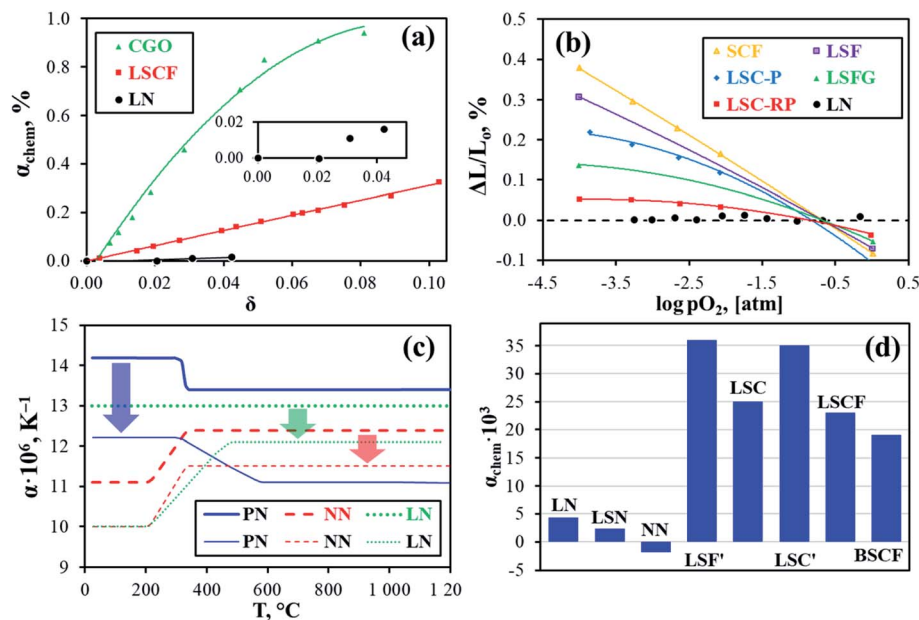 (a)
α_chem, %
1.0
0.8
0.6
0.4
0.2
0.0
CGO
LSCF
LN
0.02
0.00
0.00
0.02
0.04
0.00
0.02
0.04
0.06
0.08
0.10
δ
(b)
ΔL/L_o, %
0.5
0.4
0.3
0.2
0.1
0.0
-0.1
SCF LSF
LSC-P LSFG
LSC-RP LN
-4.5 -3.5 -2.5 -1.5 -0.5 0.5
log pO₂, [atm]
(c)
α·10⁶, K⁻¹
15
14
13
12
11
10
9
PN NN LN
PN NN LN
0 200 400 600 800 1 000 1 20
T, °C
(d)
α_chem·10³
35
30
25
20
15
10
5
0
-5
LN
LSN
NN
LSF'
LSC
LSC'
LSCF
BSCF